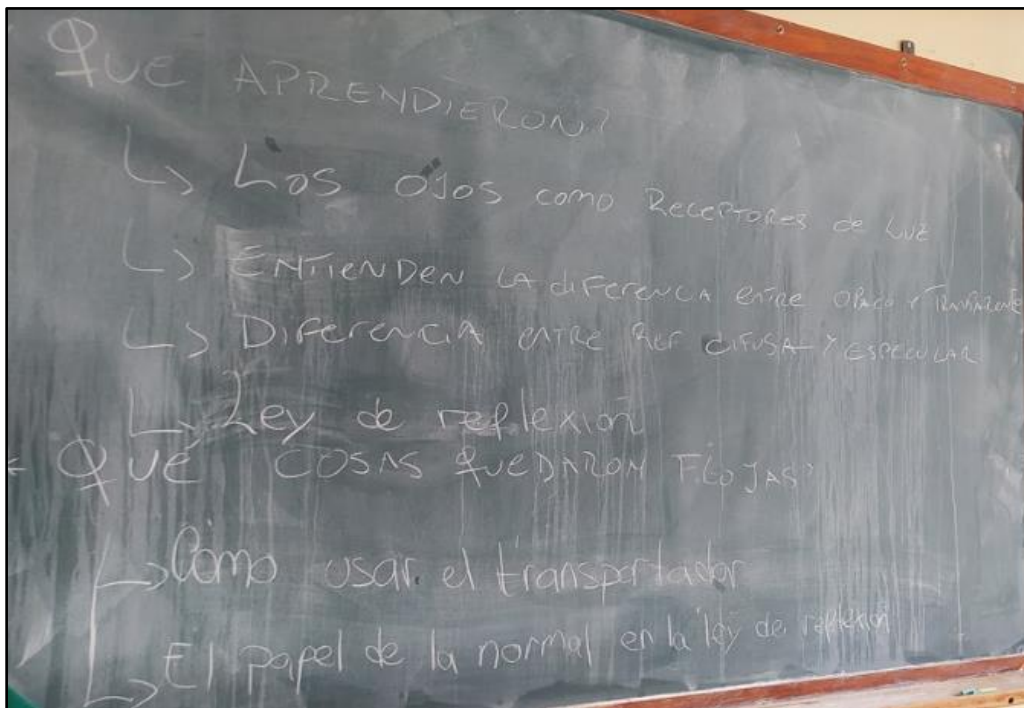 QUE APRENDIERON?
↳ LOS OJOS COMO RECEPTORES de LUZ
↳ ENTIENDEN LA diFERENCIA entre OPACO Y TRANSPARENTE
↳ DIFERENCIA ENTRE REF DIFUSA Y ESPECULAR
↳ Ley de reflexión
QUÉ COSAS QUEDARON FLOJAS?
↳ Cómo usar el transportador
↳ El papel de la normal en la ley de reflexión